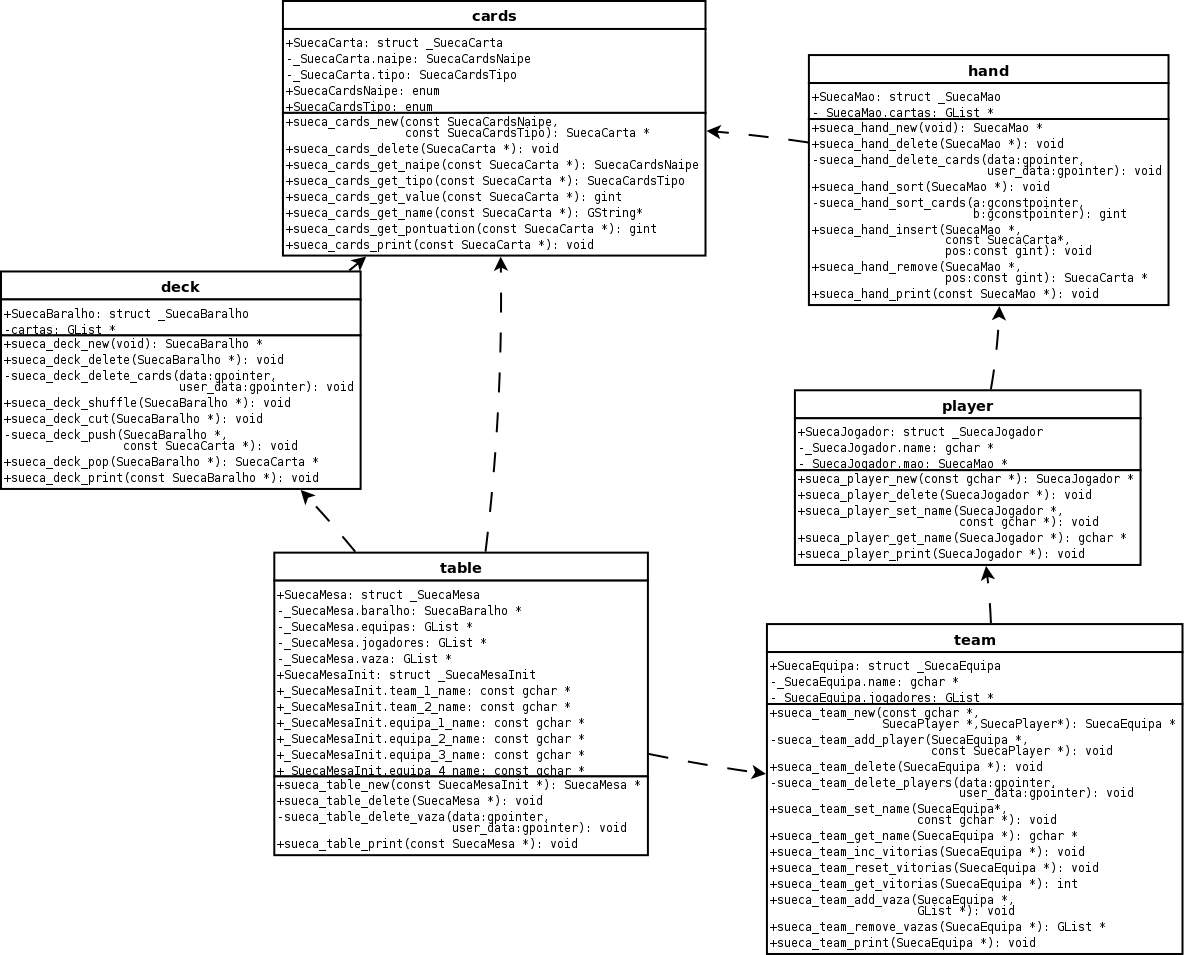 cards
+SuecaCarta: struct _SuecaCarta
-_SuecaCarta.naipe: SuecaCardsNaipe
-_SuecaCarta.tipo: SuecaCardsTipo
+SuecaCardsNaipe: enum
+SuecaCardsTipo: enum
+sueca_cards_new(const SuecaCardsNaipe,
const SuecaCardsTipo): SuecaCarta *
+sueca_cards_delete(SuecaCarta *): void
+sueca_cards_get_naipe(const SuecaCarta *): SuecaCardsNaipe
+sueca_cards_get_tipo(const SuecaCarta *): SuecaCardsTipo
+sueca_cards_get_value(const SuecaCarta *): gint
+sueca_cards_get_name(const SuecaCarta *): GString*
+sueca_cards_get_pontuation(const SuecaCarta *): gint
+sueca_cards_print(const SuecaCarta *): void
hand
+SuecaMao: struct _SuecaMao
-_SuecaMao.cartas: GList *
+sueca_hand_new(void): SuecaMao *
+sueca_hand_delete(SuecaMao *): void
-sueca_hand_delete_cards(data:gpointer,
user_data:gpointer): void
+sueca_hand_sort(SuecaMao *): void
-sueca_hand_sort_cards(a:gconstpointer,
b:gconstpointer): gint
+sueca_hand_insert(SuecaMao *,
const SuecaCarta*,
pos:const gint): void
+sueca_hand_remove(SuecaMao *,
pos:const gint): SuecaCarta *
+sueca_hand_print(const SuecaMao *): void
deck
+SuecaBaralho: struct _SuecaBaralho
-cartas: GList *
+sueca_deck_new(void): SuecaBaralho *
+sueca_deck_delete(SuecaBaralho *): void
-sueca_deck_delete_cards(data:gpointer,
user_data:gpointer): void
+sueca_deck_shuffle(SuecaBaralho *): void
+sueca_deck_cut(SuecaBaralho *): void
-sueca_deck_push(SuecaBaralho *,
const SuecaCarta *): void
+sueca_deck_pop(SuecaBaralho *): SuecaCarta *
+sueca_deck_print(const SuecaBaralho *): void
player
+SuecaJogador: struct _SuecaJogador
-_SuecaJogador.name: gchar *
-_SuecaJogador.mao: SuecaMao *
+sueca_player_new(const gchar *): SuecaJogador *
+sueca_player_delete(SuecaJogador *): void
+sueca_player_set_name(SuecaJogador *,
const gchar *): void
+sueca_player_get_name(SuecaJogador *): gchar *
+sueca_player_print(SuecaJogador *): void
table
+SuecaMesa: struct _SuecaMesa
-_SuecaMesa.baralho: SuecaBaralho *
-_SuecaMesa.equipas: GList *
-_SuecaMesa.jogadores: GList *
-_SuecaMesa.vaza: GList *
+SuecaMesaInit: struct _SuecaMesaInit
+_SuecaMesaInit.team_1_name: const gchar *
+_SuecaMesaInit.team_2_name: const gchar *
+_SuecaMesaInit.equipa_1_name: const gchar *
+_SuecaMesaInit.equipa_2_name: const gchar *
+_SuecaMesaInit.equipa_3_name: const gchar *
+_SuecaMesaInit.equipa_4_name: const gchar *
+sueca_table_new(const SuecaMesaInit *): SuecaMesa *
+sueca_table_delete(SuecaMesa *): void
-sueca_table_delete_vaza(data:gpointer,
user_data:gpointer): void
+sueca_table_print(const SuecaMesa *): void
team
+SuecaEquipa: struct _SuecaEquipa
-_SuecaEquipa.name: gchar *
-_SuecaEquipa.jogadores: GList *
+sueca_team_new(const gchar *,
SuecaPlayer *,SuecaPlayer*): SuecaEquipa *
-sueca_team_add_player(SuecaEquipa *,
const SuecaPlayer *): void
+sueca_team_delete(SuecaEquipa *): void
-sueca_team_delete_players(data:gpointer,
user_data:gpointer): void
+sueca_team_set_name(SuecaEquipa*,
const gchar *): void
+sueca_team_get_name(SuecaEquipa *): gchar *
+sueca_team_inc_vitorias(SuecaEquipa *): void
+sueca_team_reset_vitorias(SuecaEquipa *): void
+sueca_team_get_vitorias(SuecaEquipa *): int
+sueca_team_add_vaza(SuecaEquipa *,
GList *): void
+sueca_team_remove_vazas(SuecaEquipa *): GList *
+sueca_team_print(SuecaEquipa *): void